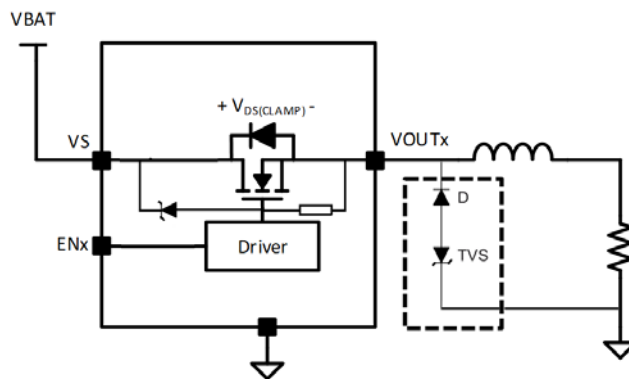 VBAT
+ VDS(CLAMP) -
VS
VOUTx
D
ENx
Driver
TVS